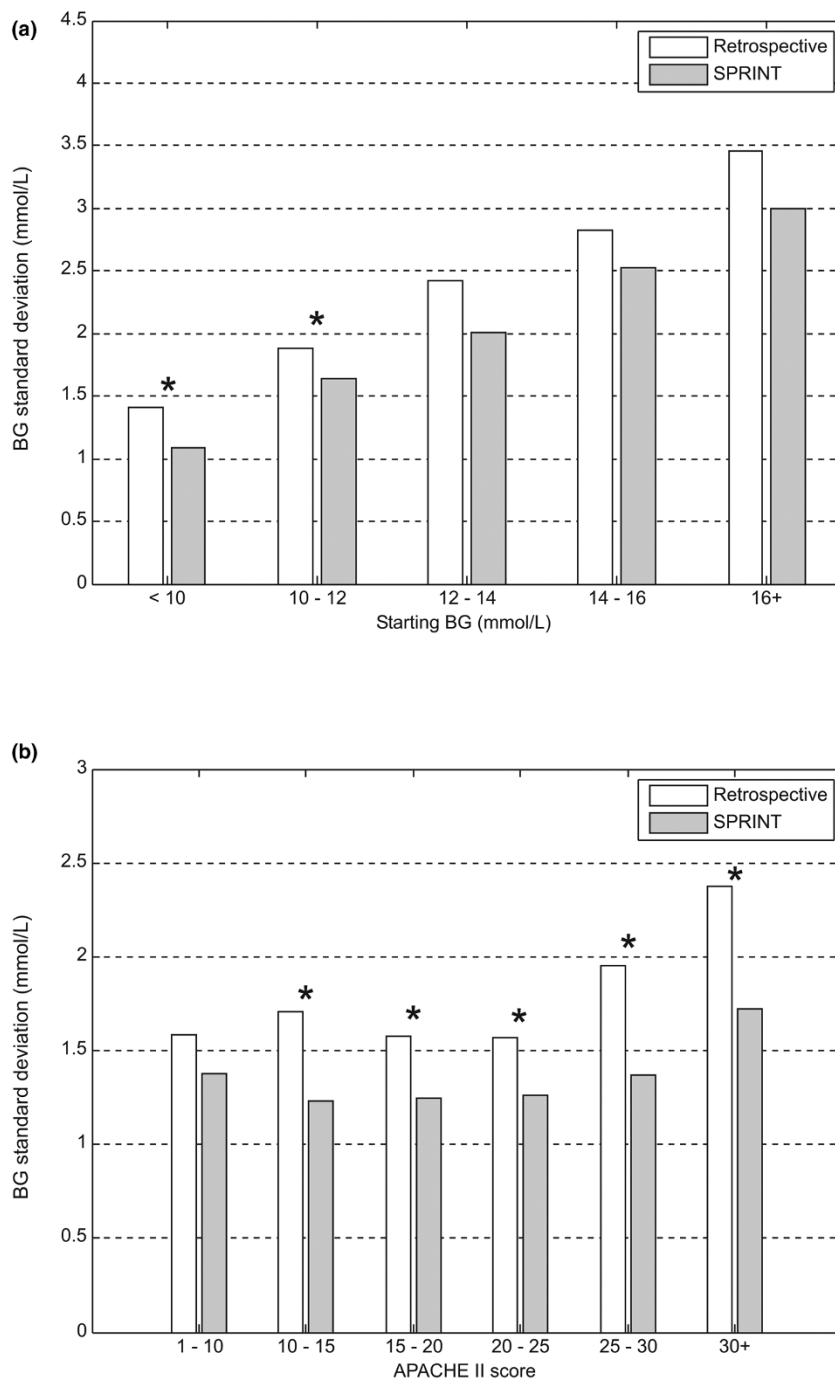 (a)
4.5
4
3.5
3
2.5
2
1.5
1
0.5
0
BG standard deviation (mmol/L)
Retrospective
SPRINT
*
*
< 10
10 - 12
12 - 14
14 - 16
16+
Starting BG (mmol/L)
(b)
3
2.5
2
1.5
1
0.5
0
BG standard deviation (mmol/L)
Retrospective
SPRINT
*
*
*
*
*
1 - 10
10 - 15
15 - 20
20 - 25
25 - 30
30+
APACHE II score